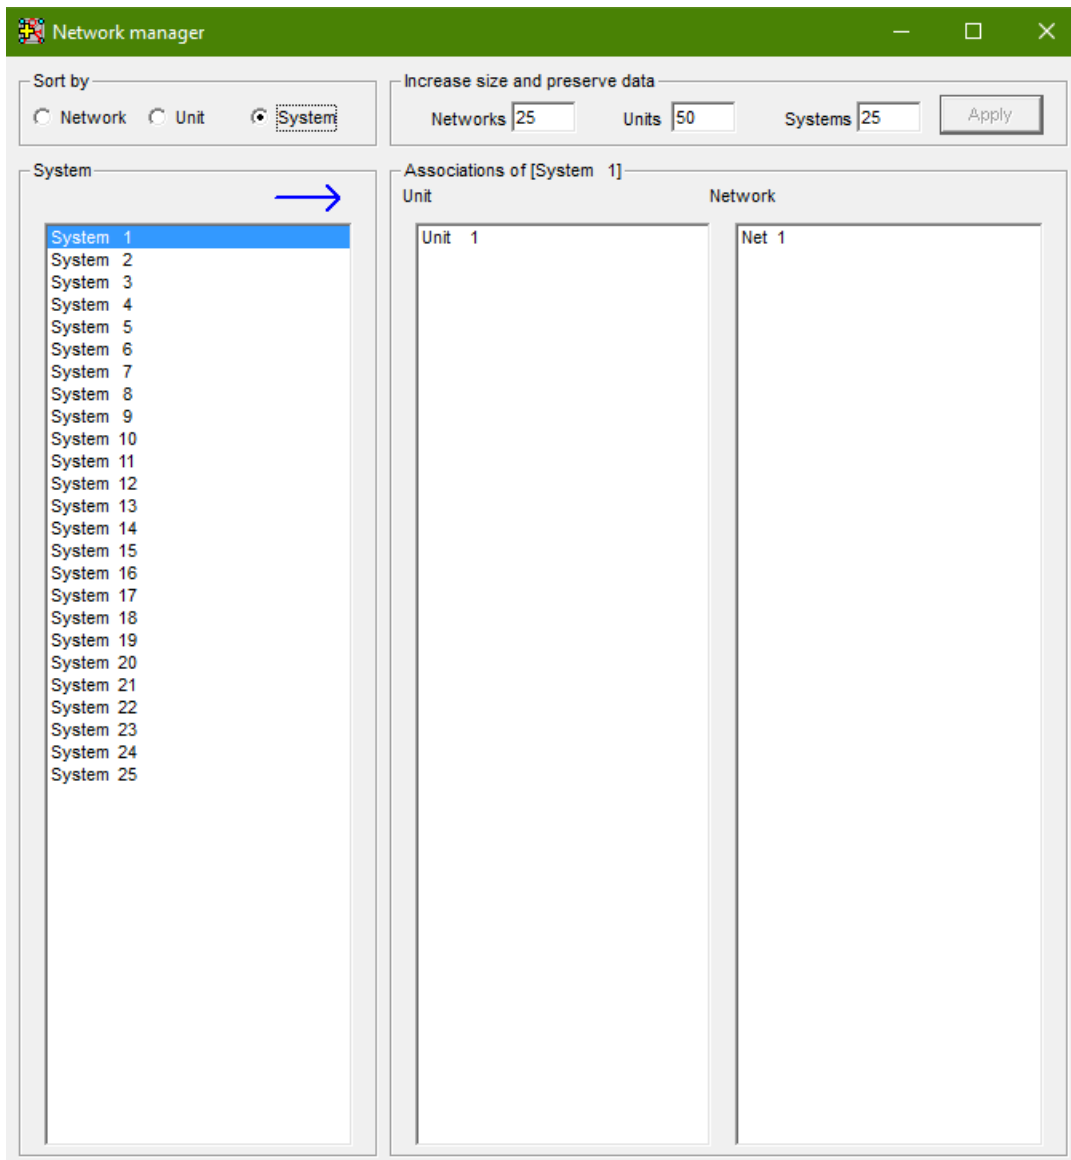 Network manager
Sort by
Network Unit System
Increase size and preserve data
Networks 25 Units 50 Systems 25 Apply
System
Associations of [System 1]
Unit Network
System 1
System 2
System 3
System 4
System 5
System 6
System 7
System 8
System 9
System 10
System 11
System 12
System 13
System 14
System 15
System 16
System 17
System 18
System 19
System 20
System 21
System 22
System 23
System 24
System 25
Unit 1
Net 1